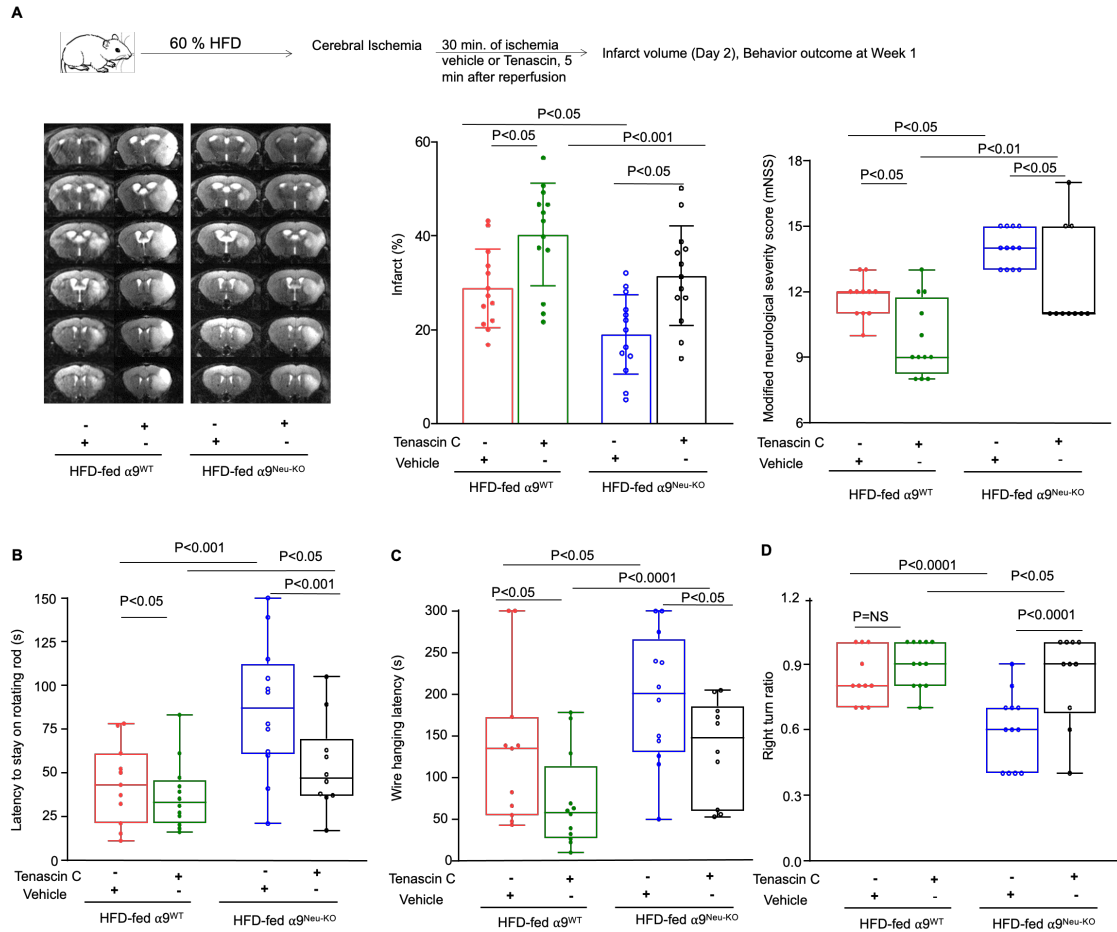 A
60 % HFD
Cerebral Ischemia
30 min. of ischemia
vehicle or Tenascin, 5
min after reperfusion
Infarct volume (Day 2), Behavior outcome at Week 1
- + - +
+ - + -
HFD-fed α9WT
HFD-fed α9Neu-KO
P<0.05
P<0.05
P<0.001
P<0.05
Infarct (%)
60
40
20
0
Tenascin C - + - +
Vehicle + - + -
HFD-fed α9WT
HFD-fed α9Neu-KO
P<0.05
P<0.01
P<0.05
P<0.05
Modified neurological severity score (mNSS)
18
15
12
9
6
Tenascin C - + - +
Vehicle + - + -
HFD-fed α9WT
HFD-fed α9Neu-KO
B
P<0.001
P<0.05
P<0.001
P<0.05
Latency to stay on rotating rod (s)
150
125
100
75
50
25
0
Tenascin C - + - +
Vehicle + - + -
HFD-fed α9WT
HFD-fed α9Neu-KO
C
P<0.05
P<0.0001
P<0.05
P<0.05
Wire hanging latency (s)
300
250
200
150
100
50
0
Tenascin C - + - +
Vehicle + - + -
HFD-fed α9WT
HFD-fed α9Neu-KO
D
P<0.0001
P<0.05
P=NS
P<0.0001
Right turn ratio
1.2
0.9
0.6
0.3
0.0
Tenascin C - + - +
Vehicle + - + -
HFD-fed α9WT
HFD-fed α9Neu-KO